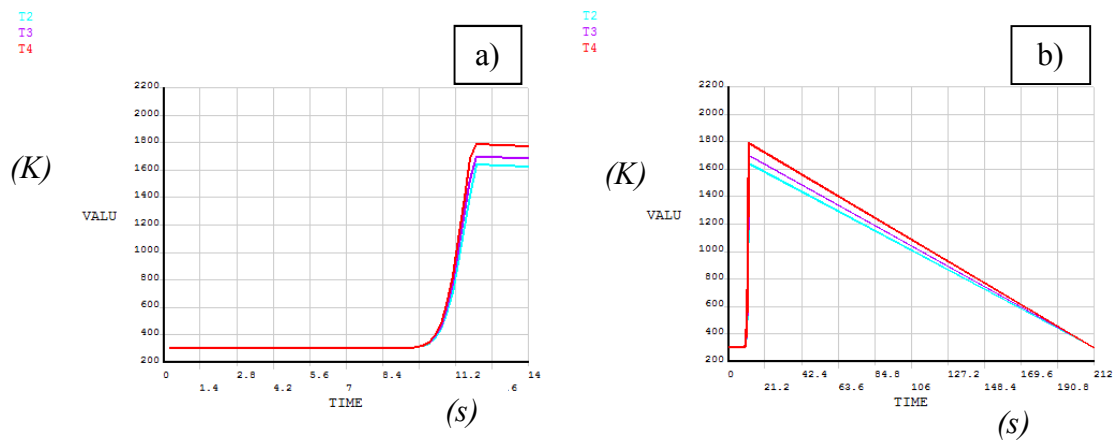 T2
T3
T4
a)
2200
2000
1800
1600
1400
1200
1000
800
600
400
200
(K)
VALU
0 2.8 5.6 8.4 11.2 14
1.4 4.2 7 .6
TIME
(s)
T2
T3
T4
b)
2200
2000
1800
1600
1400
1200
1000
800
600
400
200
(K)
VALU
0 42.4 84.8 127.2 169.6 212
21.2 63.6 106 148.4 190.8
TIME
(s)